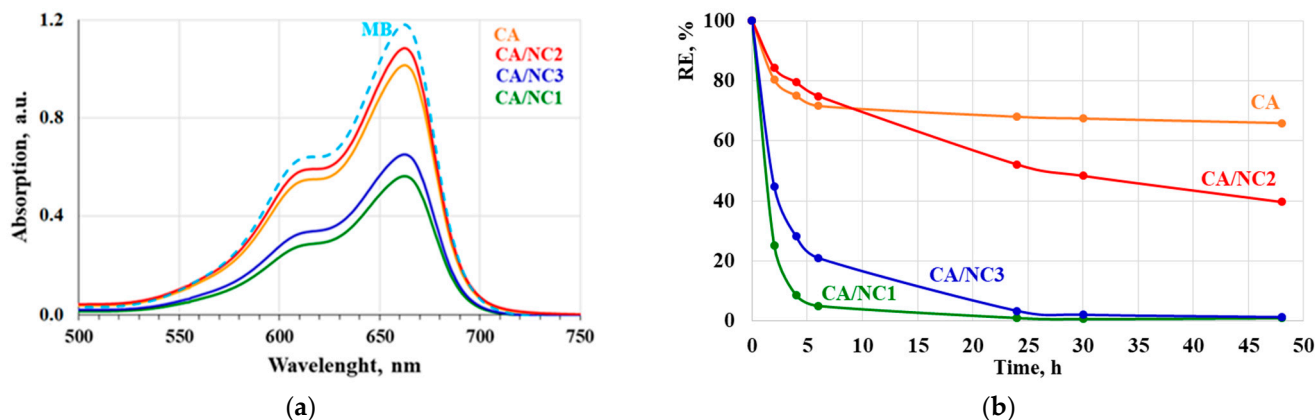 MB
CA
CA/NC2
CA/NC3
CA/NC1
1.2
0.8
0.4
0.0
Absorption, a.u.
500 550 600 650 700 750
Wavelenght, nm
(a)
RE, %
100
80
60
40
20
0
CA
CA/NC2
CA/NC3
CA/NC1
0 5 10 15 20 25 30 35 40 45 50
Time, h
(b)